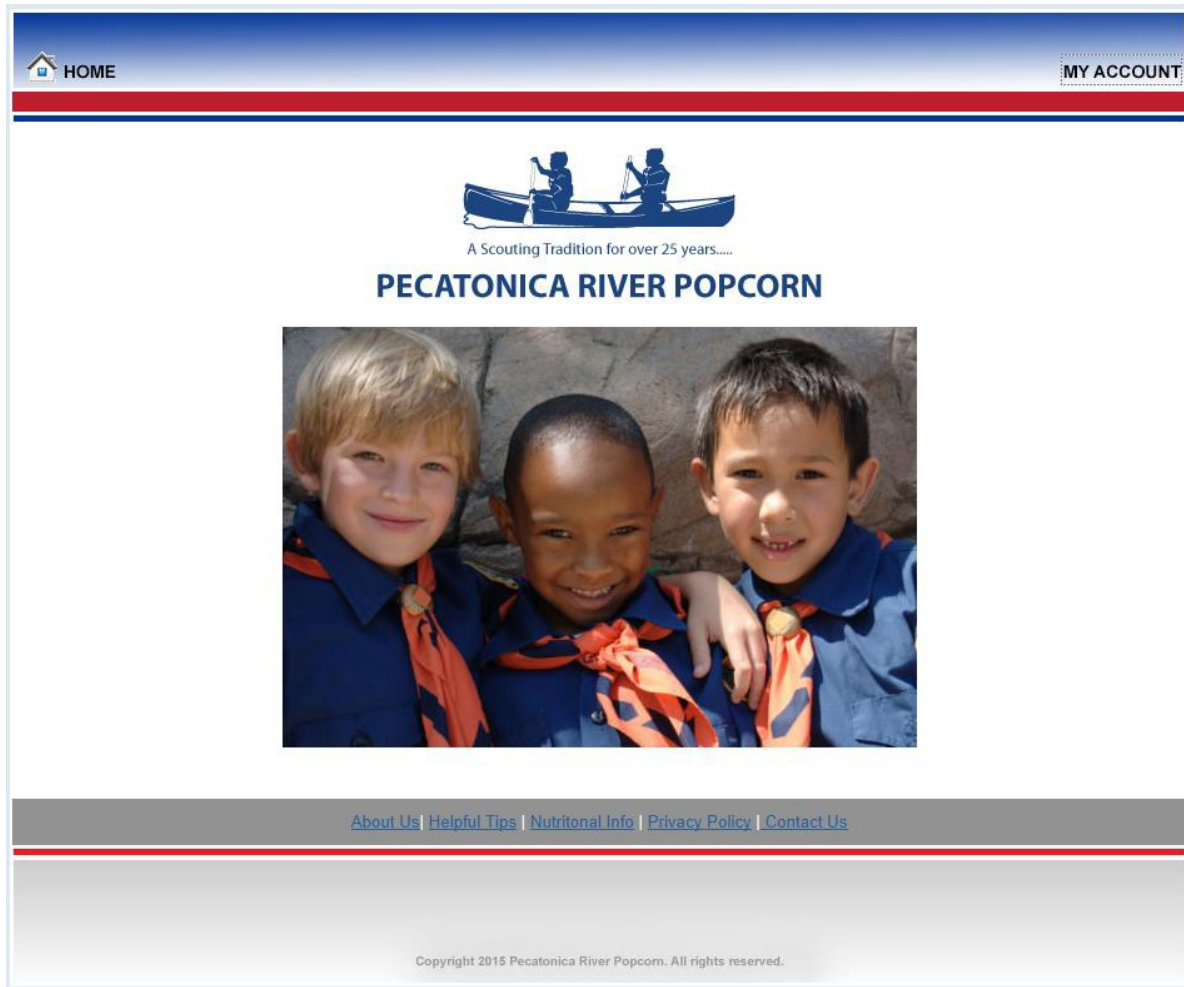 HOME
MY ACCOUNT
A Scouting Tradition for over 25 years.....
PECATONICA RIVER POPCORN
About Us| Helpful Tips | Nutritonal Info | Privacy Policy | Contact Us
Copyright 2015 Pecatonica River Popcorn. All rights reserved.